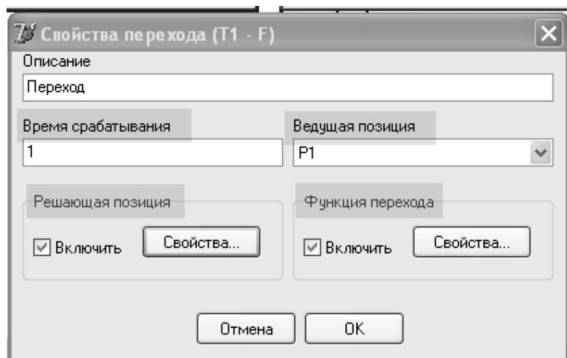 Свойства перехода (T1 - F)
Описание
Переход
Время срабатывания Ведущая позиция
1 P1
Решающая позиция Функция перехода
Включить Свойства... Включить Свойства...
Отмена OK